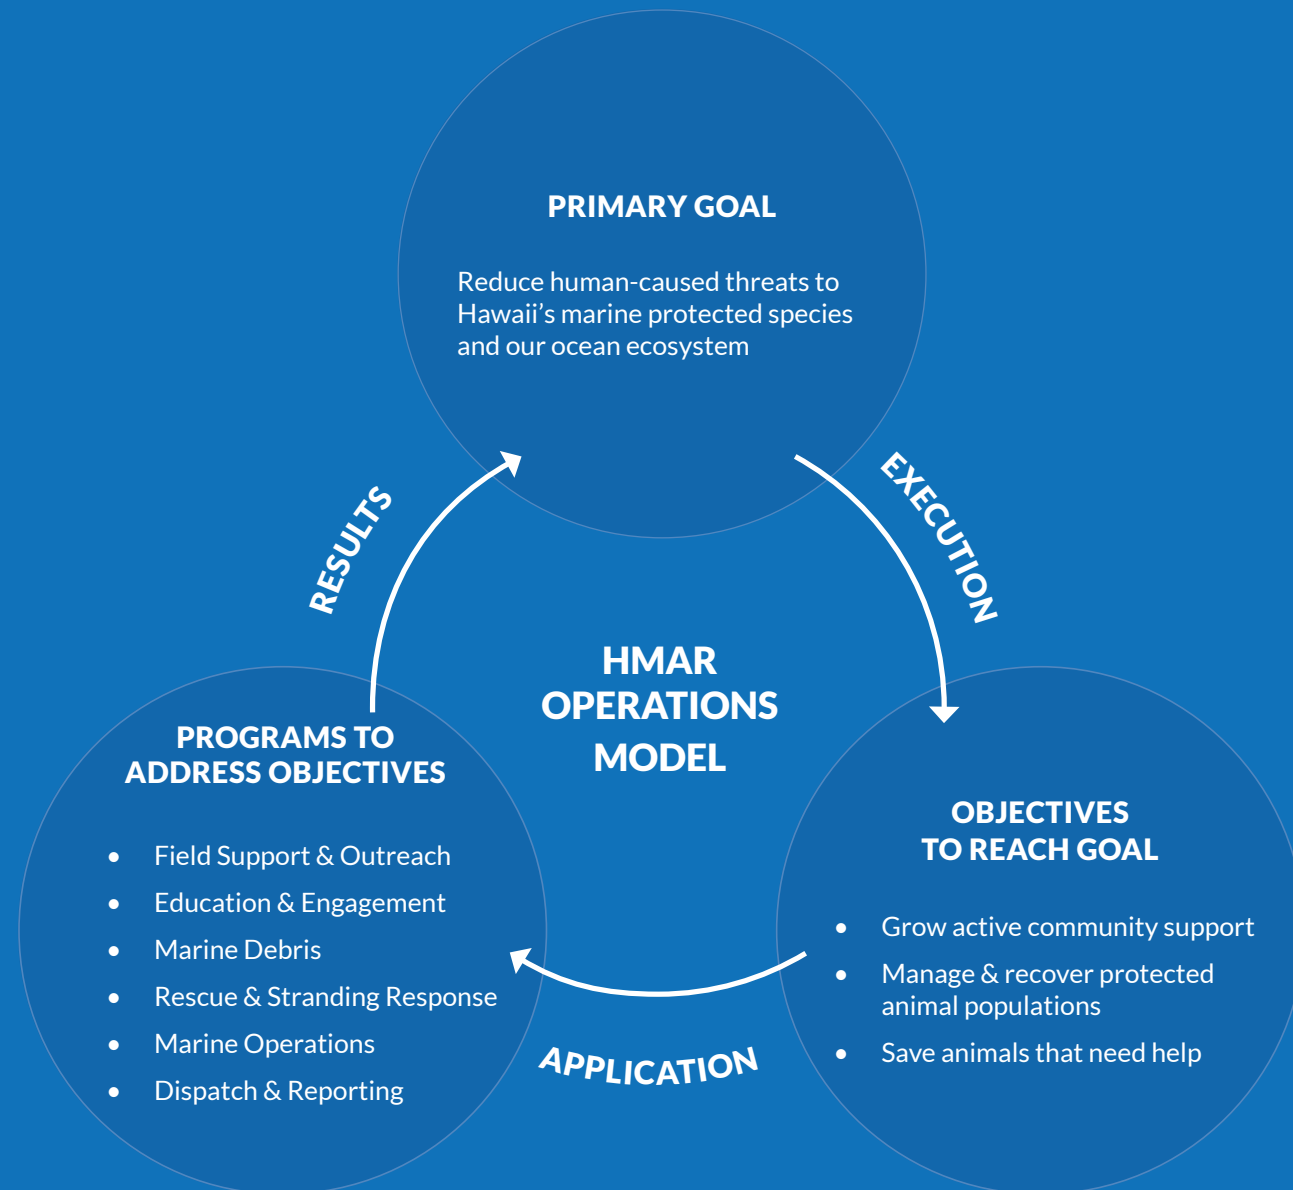 PRIMARY GOAL
Reduce human-caused threats to
Hawaii’s marine protected species
and our ocean ecosystem
RESULTS
EXECUTION
HMAR
OPERATIONS
MODEL
PROGRAMS TO
ADDRESS OBJECTIVES
• Field Support & Outreach
• Education & Engagement
• Marine Debris
• Rescue & Stranding Response
• Marine Operations
• Dispatch & Reporting
OBJECTIVES
TO REACH GOAL
• Grow active community support
• Manage & recover protected
animal populations
• Save animals that need help
APPLICATION